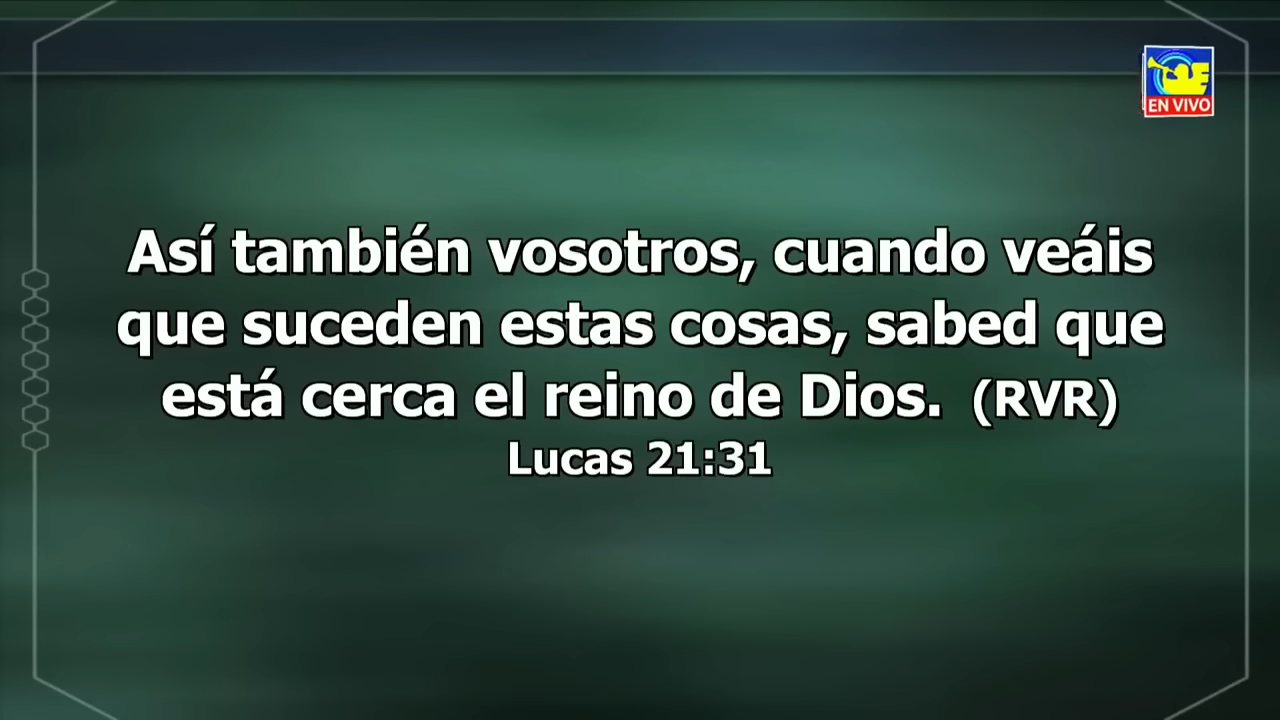 EN VIVO
Así también vosotros, cuando veáis
que suceden estas cosas, sabed que
está cerca el reino de Dios. (RVR)
Lucas 21:31